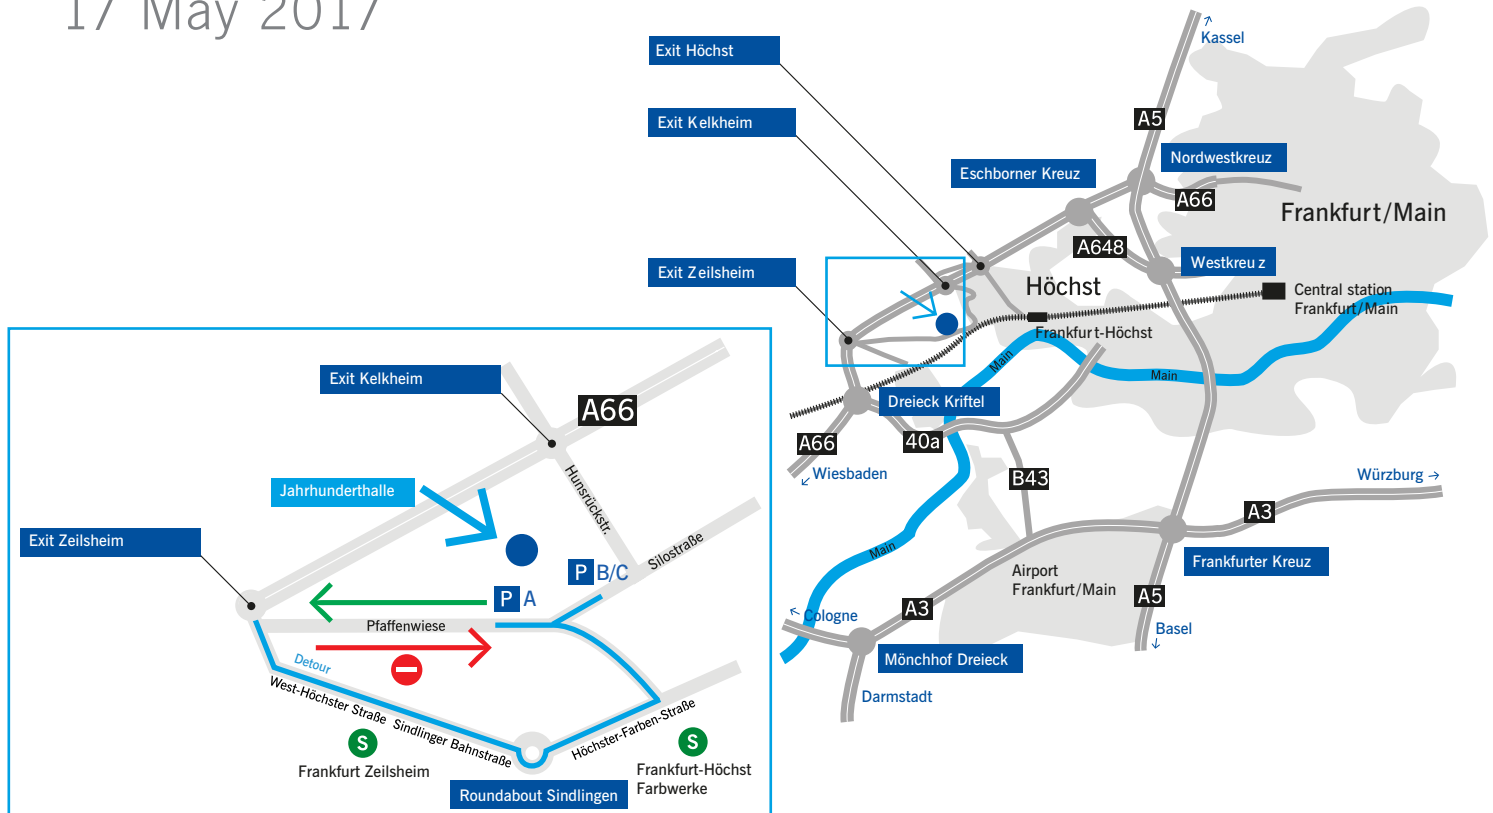 17 May 2017
Kassel
Exit Höchst
Exit Kelkheim
A5
Nordwestkreuz
Eschborner Kreuz
A66
Frankfurt/Main
A648
Westkreuz
Exit Zeilsheim
Höchst
Central station
Frankfurt/Main
Frankfurt-Höchst
Main
Main
Dreieck Kriftel
A66
40a
Wiesbaden
B43
Würzburg
A3
Main
Frankfurter Kreuz
Airport
Frankfurt/Main
A5
A3
Cologne
Basel
Mönchhof Dreieck
Darmstadt
Exit Kelkheim
A66
Hunsrückstr.
Jahrhunderthalle
Exit Zeilsheim
Silostraße
P B/C
P A
Pfaffenwiese
Detour
West-Höchster Straße
Sindlinger Bahnstraße
Höchster-Farben-Straße
S
Frankfurt Zeilsheim
S
Frankfurt-Höchst
Farbwerke
Roundabout Sindlingen